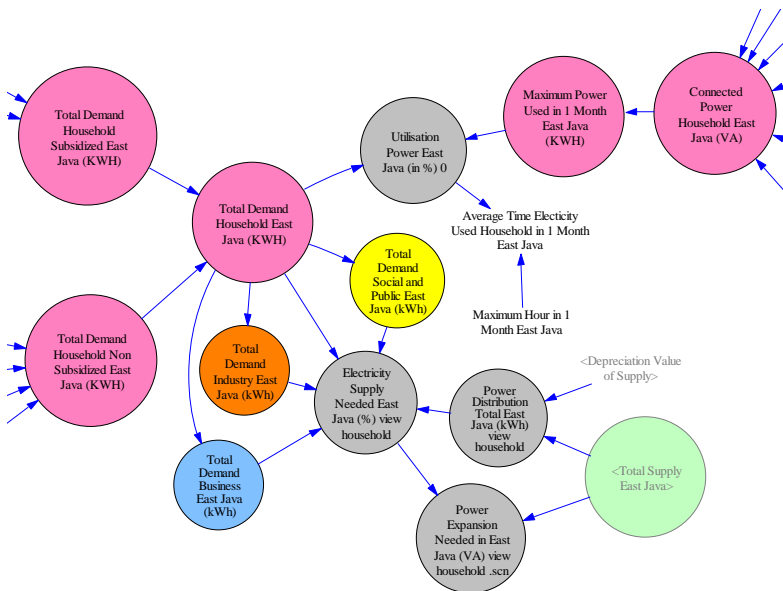 Total Demand
Household
Subsidized East
Java (KWH)
Maximum Power
Used in 1 Month
East Java
(KWH)
Connected
Power
Household East
Java (VA)
Utilisation
Power East
Java (in %) 0
Total Demand
Household East
Java (KWH)
Average Time Electicity
Used Household in 1 Month
East Java
Total
Demand
Social and
Public East
Java (kWh)
Maximum Hour in 1
Month East Java
Total Demand
Household Non
Subsidized East
Java (KWH)
Total
Demand
Industry East
Java (kWh)
Electricity
Supply
Needed East
Java (%) view
household
<Depreciation Value
of Supply>
Power
Distribution
Total East
Java (kWh)
view
household
Total
Demand
Business
East Java
(kWh)
<Total Supply
East Java>
Power
Expansion
Needed in East
Java (VA) view
household .scn